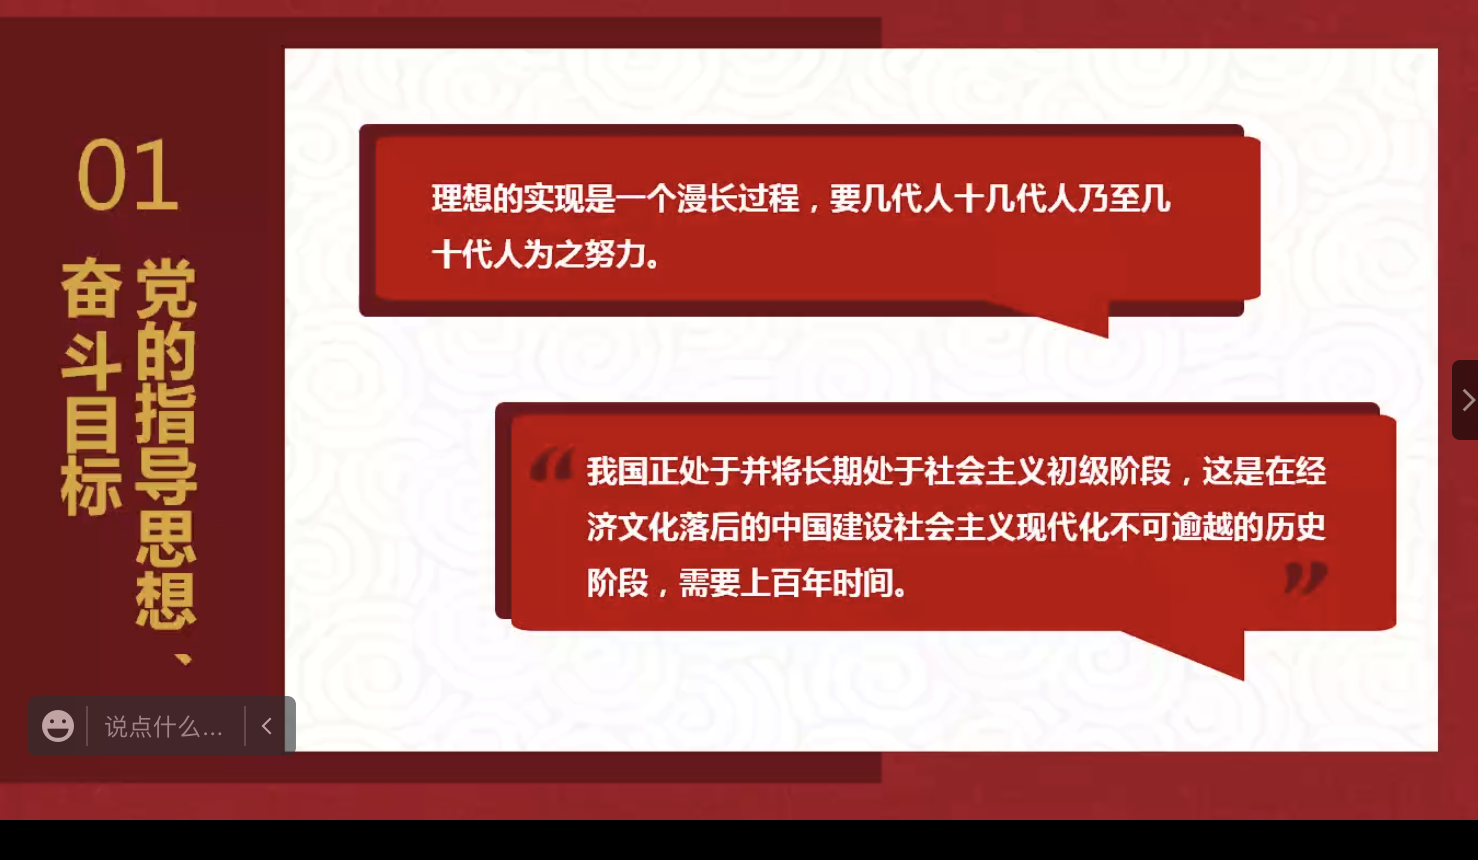 01
党的指导思想、
奋斗目标
理想的实现是一个漫长过程，要几代人十几代人乃至几
十代人为之努力。
“我国正处于并将长期处于社会主义初级阶段，这是在经
济文化落后的中国建设社会主义现代化不可逾越的历史
阶段，需要上百年时间。”
说点什么...